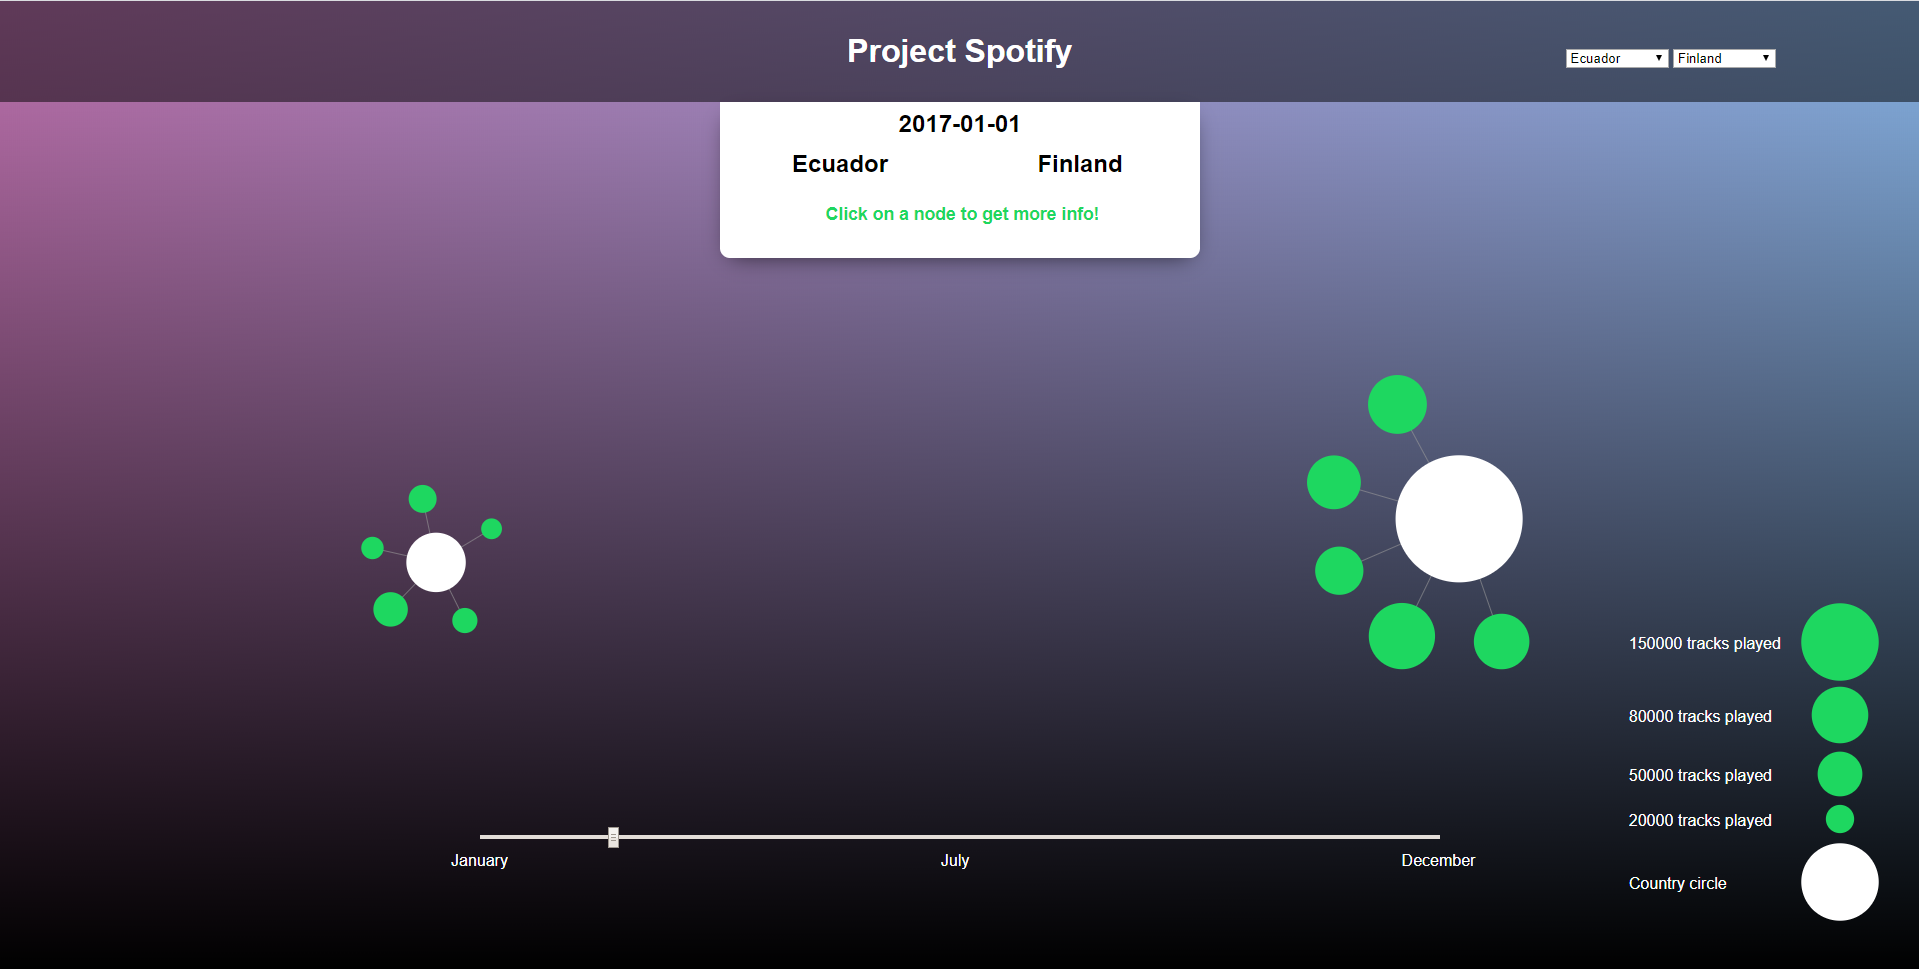 Project Spotify
Ecuador Finland
2017-01-01
Ecuador Finland
Click on a node to get more info!
150000 tracks played
80000 tracks played
50000 tracks played
20000 tracks played
January July December
Country circle